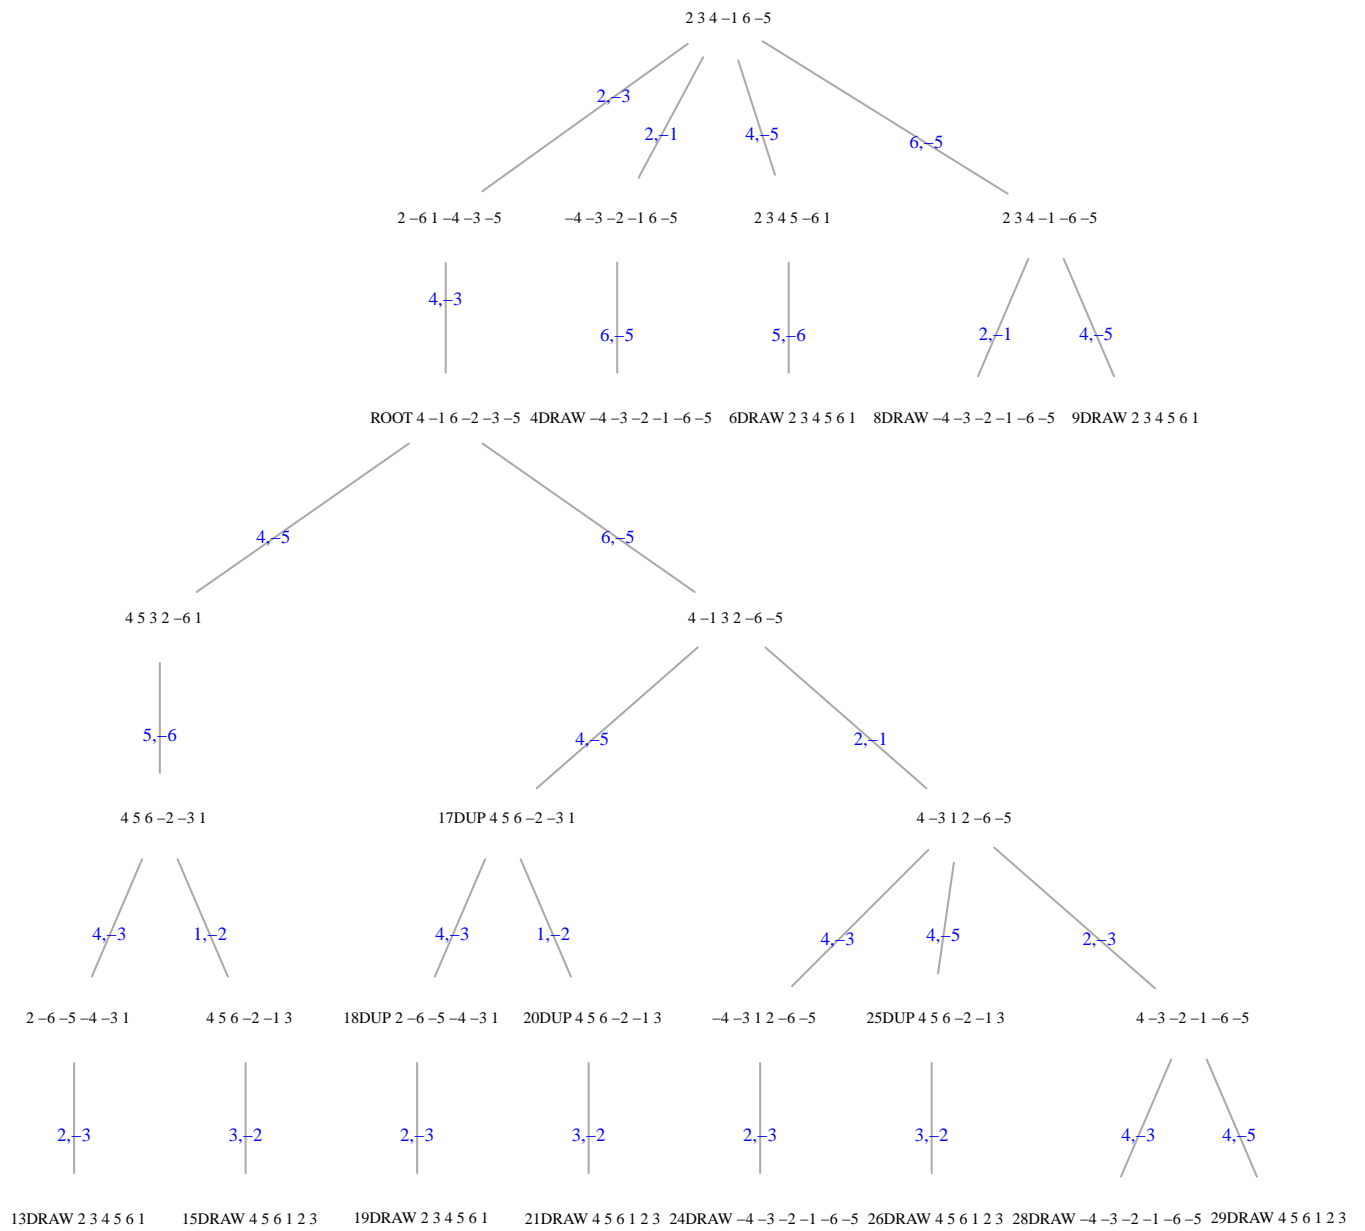 2 3 4 −1 6 −5
2,−3
2,−1
4,−5
6,−5
2 −6 1 −4 −3 −5
−4 −3 −2 −1 6 −5
2 3 4 5 −6 1
2 3 4 −1 −6 −5
4,−3
6,−5
5,−6
2,−1
4,−5
ROOT 4 −1 6 −2 −3 −5
4DRAW −4 −3 −2 −1 −6 −5
6DRAW 2 3 4 5 6 1
8DRAW −4 −3 −2 −1 −6 −5
9DRAW 2 3 4 5 6 1
4,−5
6,−5
4 5 3 2 −6 1
4 −1 3 2 −6 −5
5,−6
4,−5
2,−1
4 5 6 −2 −3 1
17DUP 4 5 6 −2 −3 1
4 −3 1 2 −6 −5
4,−3
1,−2
4,−3
1,−2
4,−3
4,−5
2,−3
2 −6 −5 −4 −3 1
4 5 6 −2 −1 3
18DUP 2 −6 −5 −4 −3 1
20DUP 4 5 6 −2 −1 3
−4 −3 1 2 −6 −5
25DUP 4 5 6 −2 −1 3
4 −3 −2 −1 −6 −5
2,−3
3,−2
2,−3
3,−2
2,−3
3,−2
4,−3
4,−5
13DRAW 2 3 4 5 6 1
15DRAW 4 5 6 1 2 3
19DRAW 2 3 4 5 6 1
21DRAW 4 5 6 1 2 3
24DRAW −4 −3 −2 −1 −6 −5
26DRAW 4 5 6 1 2 3
28DRAW −4 −3 −2 −1 −6 −5
29DRAW 4 5 6 1 2 3